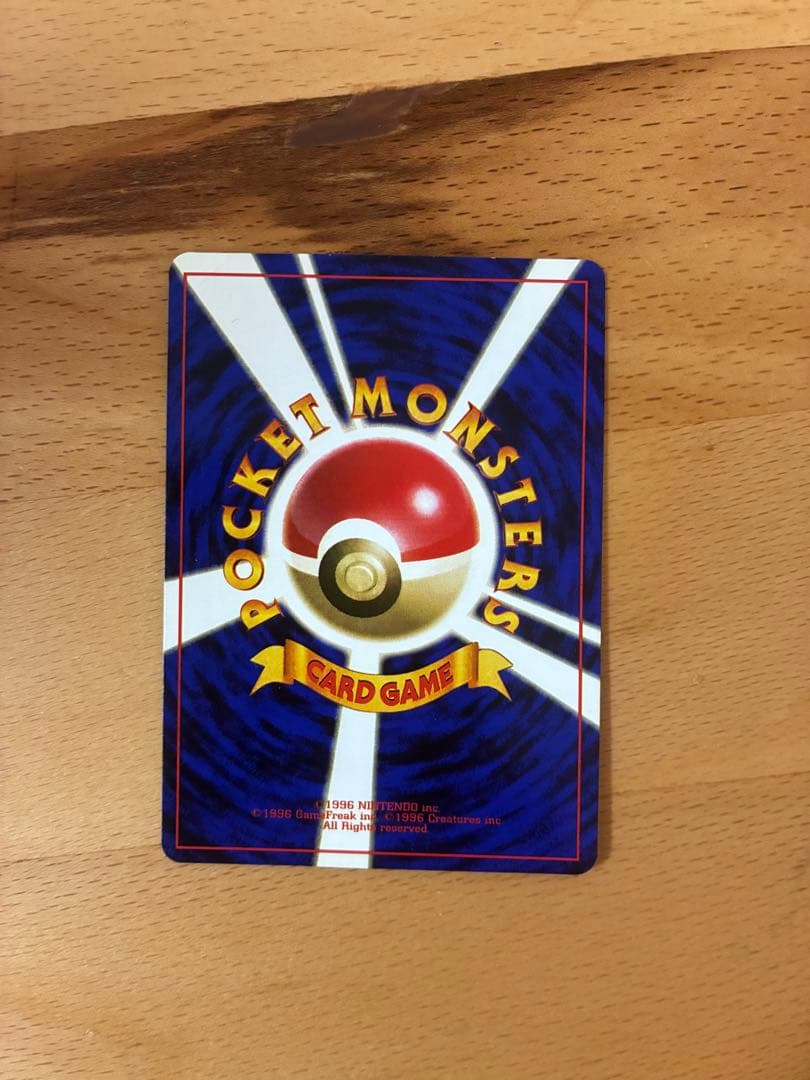 POCKET MONSTERS
CARD GAME
©1996 NINTENDO inc.
©1996 GameFreak inc. ©1996 Creatures inc.
All Rights reserved